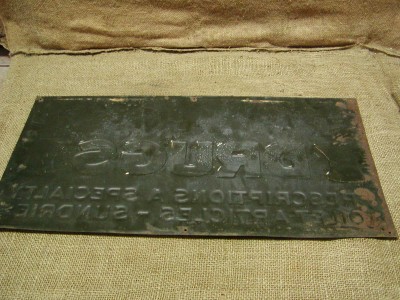 DRUGS
PRESCRIPTIONS A SPECIALTY
TOILET ARTICLES - SUNDRIES